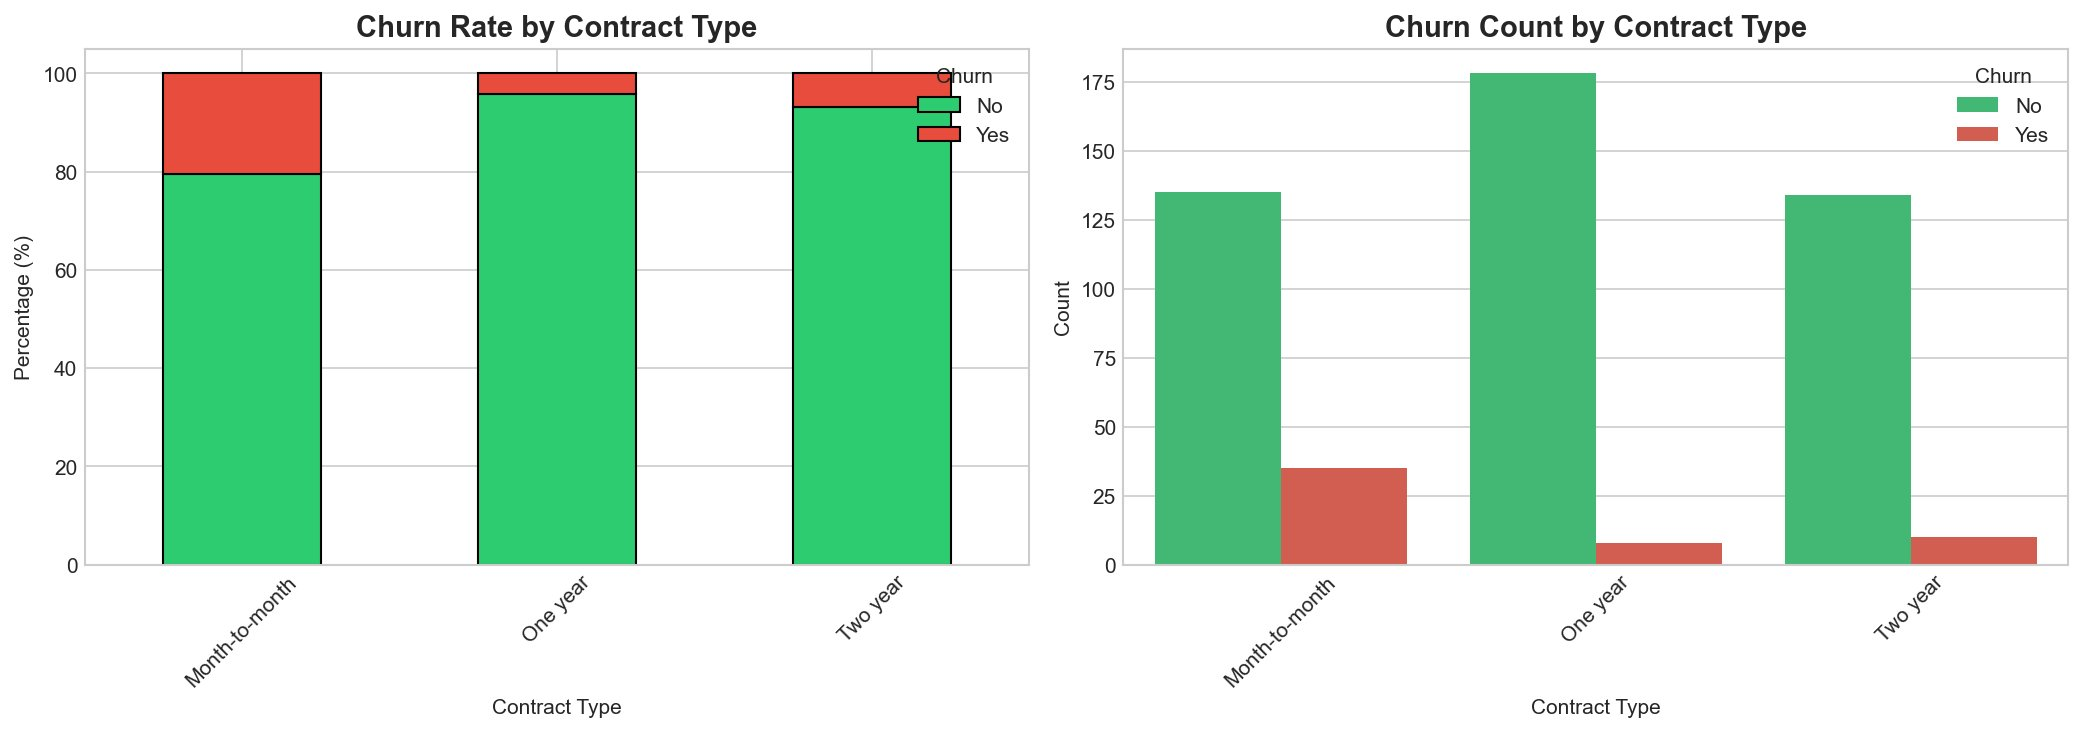 Churn Rate by Contract Type
Churn
No
Yes
100
80
60
40
20
0
Percentage (%)
Month-to-month
One year
Two year
Contract Type
Churn Count by Contract Type
Churn
No
Yes
175
150
125
100
75
50
25
0
Count
Month-to-month
One year
Two year
Contract Type